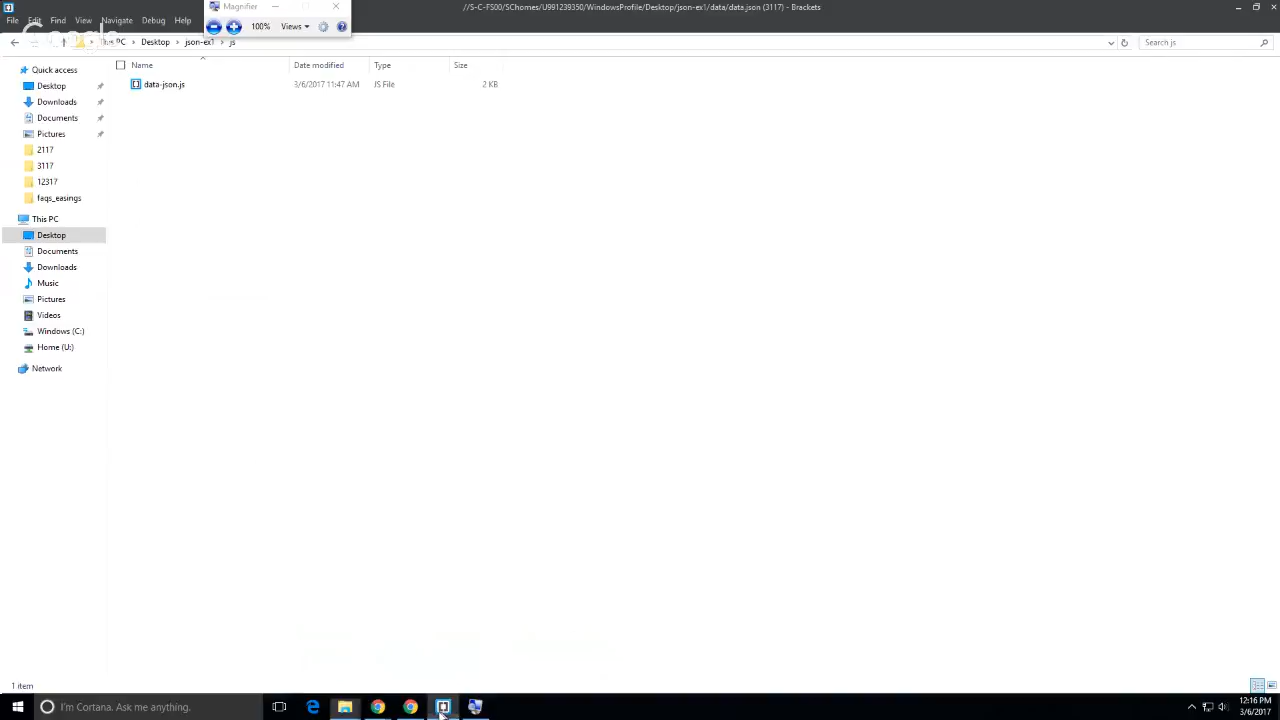 Magnifier
//S-C-FS00/SCHomes/U991239350/WindowsProfile/Desktop/json-ex1/data/data.json (3117) - Brackets
File Edit Find View Navigate Debug Help
100% Views
This PC > Desktop > json-ex1 > js
Search js
Name Date modified Type Size
data-json.js 3/6/2017 11:47 AM JS File 2 KB
Quick access
Desktop
Downloads
Documents
Pictures
2117
3117
12317
faqs_easings
This PC
Desktop
Documents
Downloads
Music
Pictures
Videos
Windows (C:)
Home (U:)
Network
1 item
I'm Cortana. Ask me anything.
12:16 PM
3/6/2017